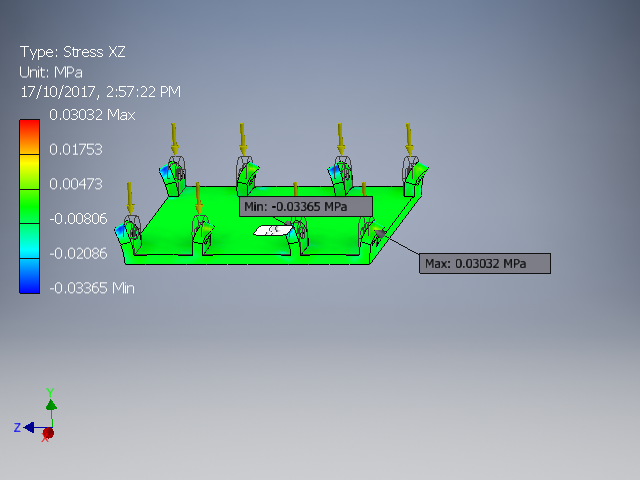 Type: Stress XZ
Unit: MPa
17/10/2017, 2:57:22 PM
0.03032 Max
0.01753
0.00473
-0.00806
-0.02086
-0.03365 Min
Min: -0.03365 MPa
Max: 0.03032 MPa
Y
Z
X